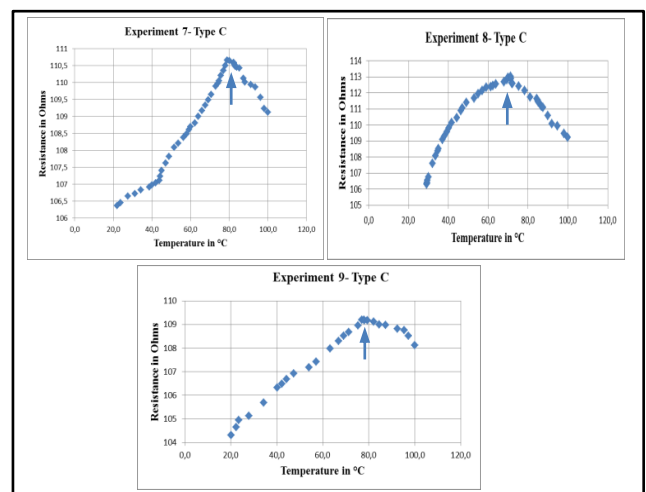 Experiment 7- Type C
Resistance in Ohms
111
110,5
110
109,5
109
108,5
108
107,5
107
106,5
106
0,0 20,0 40,0 60,0 80,0 100,0 120,0
Temperature in °C
Experiment 8- Type C
Resistance in Ohms
114
113
112
111
110
109
108
107
106
105
0,0 20,0 40,0 60,0 80,0 100,0 120,0
Temperature in °C
Experiment 9- Type C
Resistance in Ohms
110
109
108
107
106
105
104
0,0 20,0 40,0 60,0 80,0 100,0 120,0
Temperature in °C